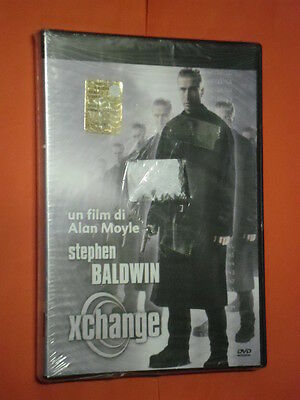 un film di
Alan Moyle
stephen
BALDWIN
xchange
DVD